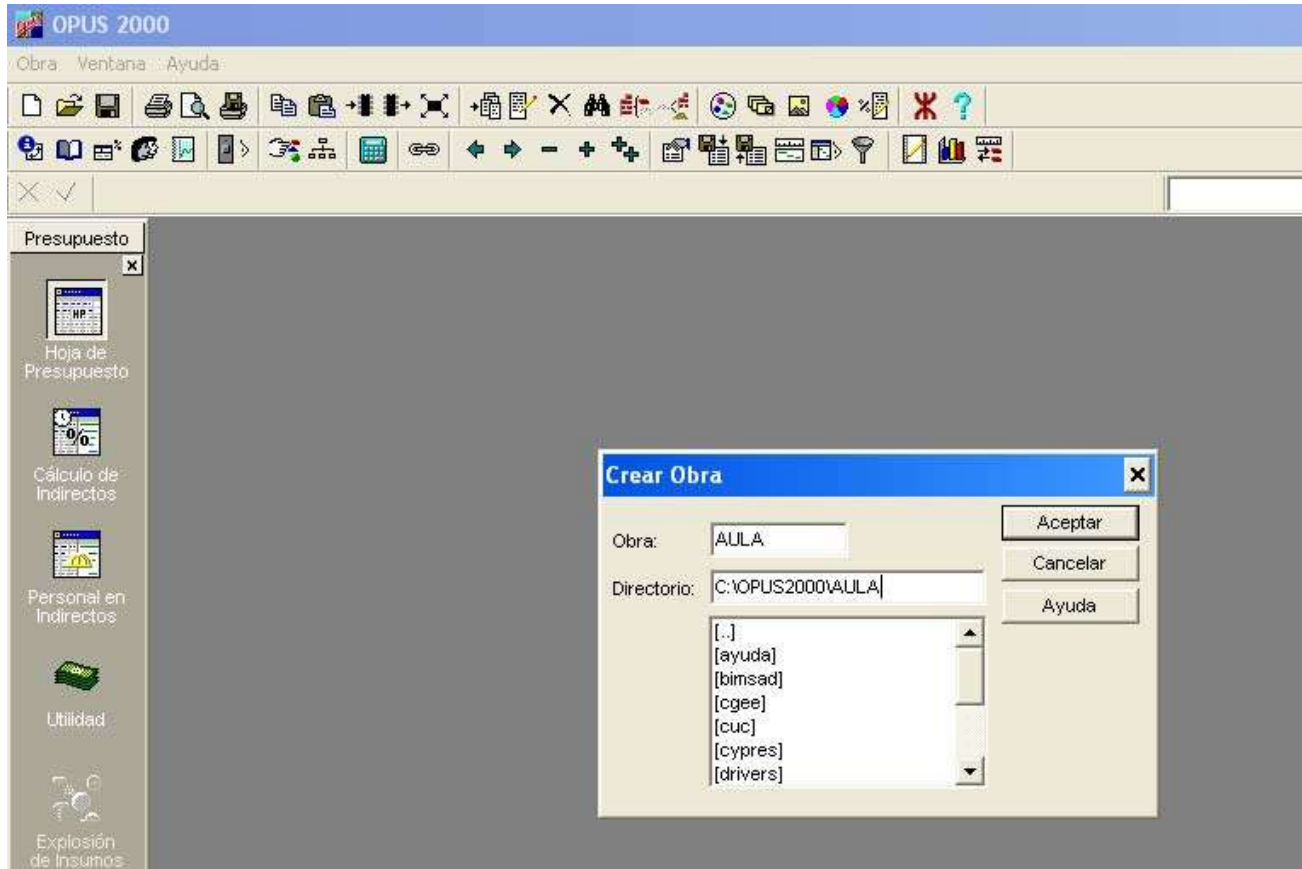 OPUS 2000
Obra Ventana Ayuda
Presupuesto
HP
Hoja de
Presupuesto
%
Cálculo de
Indirectos
Personal en
Indirectos
Utilidad
Explosión
de Insumos
Crear Obra
Obra: AULA
Aceptar
Cancelar
Directorio: C:\OPUS2000\AULA
Ayuda
[..]
[ayuda]
[bimsad]
[cgee]
[cuc]
[cypres]
[drivers]